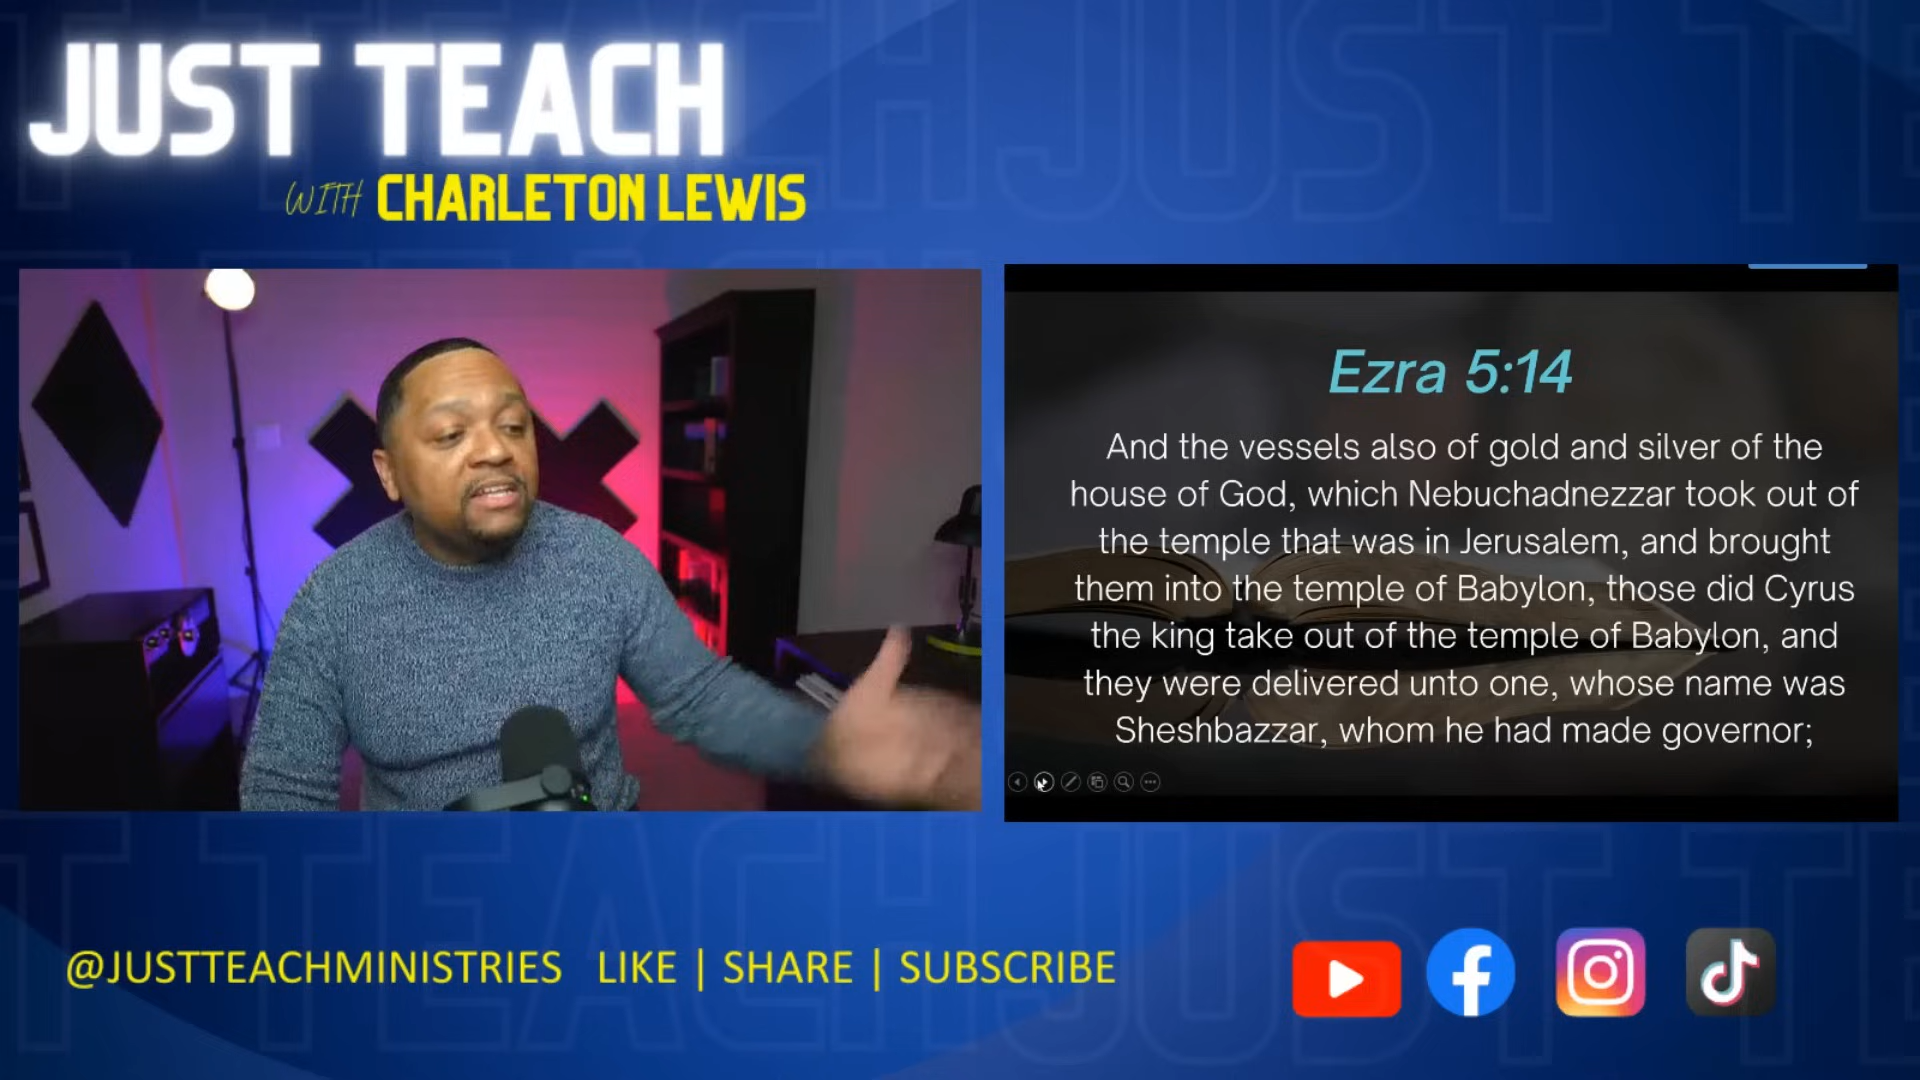 JUST TEACH
WITH CHARLETON LEWIS
Ezra 5:14
And the vessels also of gold and silver of the
house of God, which Nebuchadnezzar took out of
the temple that was in Jerusalem, and brought
them into the temple of Babylon, those did Cyrus
the king take out of the temple of Babylon, and
they were delivered unto one, whose name was
Sheshbazzar, whom he had made governor;
@JUSTTEACHMINISTRIES LIKE | SHARE | SUBSCRIBE